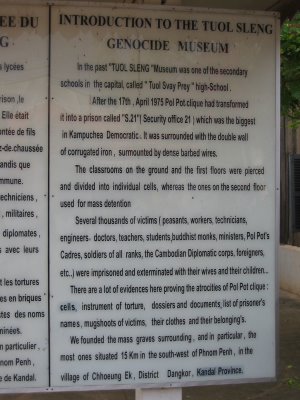 EE DU
G
INTRODUCTION TO THE TUOL SLENG
GENOCIDE MUSEUM
s lycées
rison ,le
Elle était
ontée de fils
z-de.chaussée
andis que
mmune.
techniciens ,
, militaires ,
diplomates ,
s avec leurs
t les tortures
es en briques
tes des noms
minées.
n particulier ,
Penh ,
e de Kandal.
In the past "TUOL SLENG "Museum was one of the secondary
schools in the capital, called " Tuol Svay Prey " high-School .
After the 17th , April 1975 Pol Pot clique had transformed
it into a prison called "S.21"( Security office 21 ) which was the biggest
in Kampuchea Democratic . It was surrounded with the double wall
of corrugated iron , surmounted by dense barbed wires.
The classrooms on the ground and the first floors were pierced
and divided into individual cells, whereas the ones on the second floor
used for mass detention
Several thousands of victims ( peasants, workers, technicians,
engineers- doctors, teachers, students,buddhist monks, ministers, Pol Pot's
Cadres, soldiers of all ranks, the Cambodian Diplomatic corps, foreigners,
etc..) were imprisoned and exterminated with their wives and their children...
There are a lot of evidences here proving the atrocities of Pol Pot clique :
cells, instrument of torture, dossiers and documents, list of prisoner's
names , mugshoots of victims, their clothes and their belonging's.
We founded the mass graves surrounding , and in particular , the
most ones situated 15 Km in the south-west of Phnom Penh , in the
village of Chhoeung Ek , District Dangkor , Kandal Province.